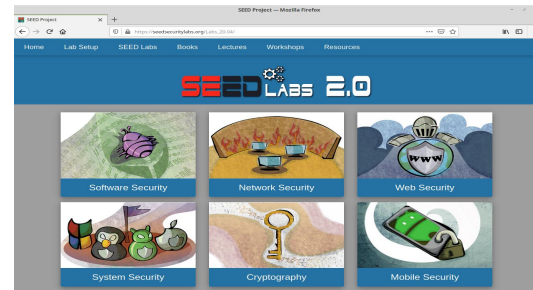 SEED Project — Mozilla Firefox
SEED Project
https://seedsecuritylabs.org/Labs_20.04/
Home Lab Setup SEED Labs Books Lectures Workshops Resources
SEED LABS 2.0
WWW
Software Security Network Security Web Security
System Security Cryptography Mobile Security